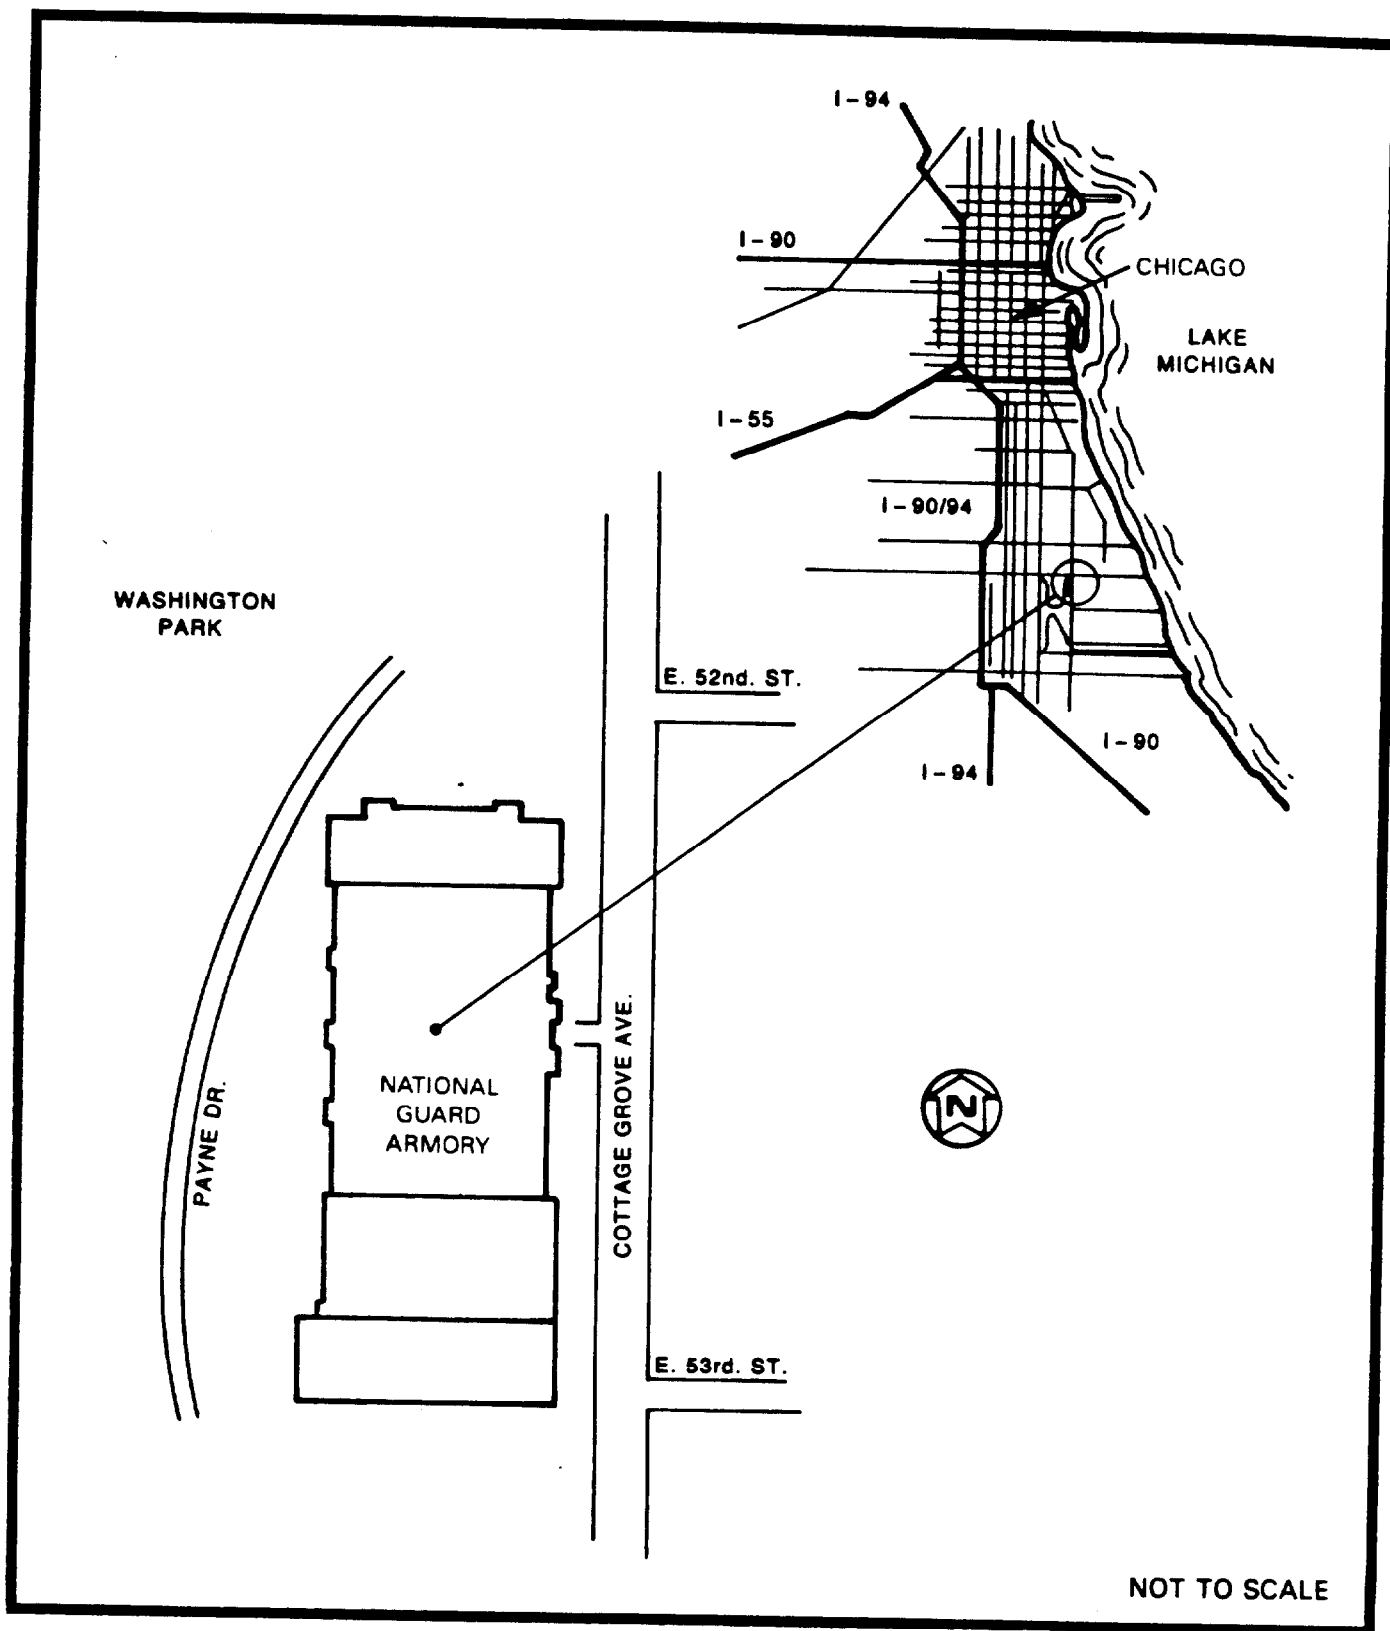 I-94
I-90
CHICAGO
LAKE
MICHIGAN
I-55
I-90/94
WASHINGTON
PARK
E. 52nd. ST.
I-90
I-94
NATIONAL
GUARD
ARMORY
PAYNE DR.
COTTAGE GROVE AVE.
N
E. 53rd. ST.
NOT TO SCALE